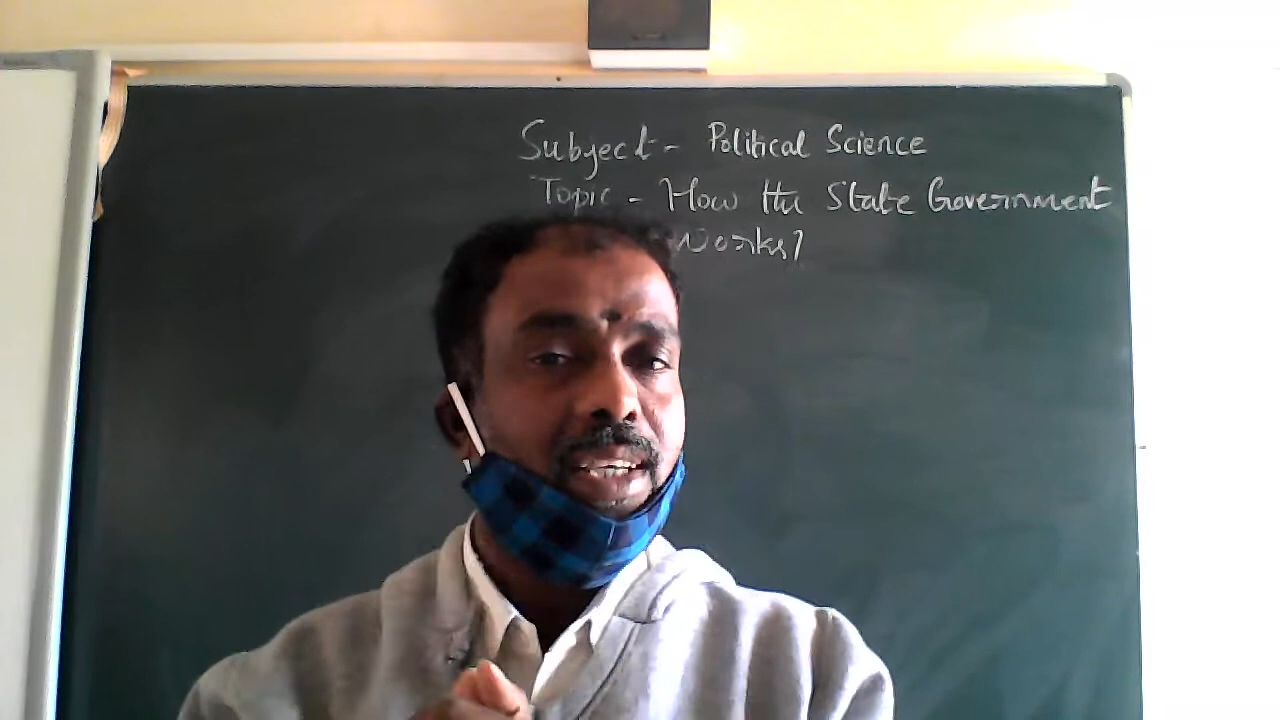 Subject - Political Science
Topic - How the State Government
Works?